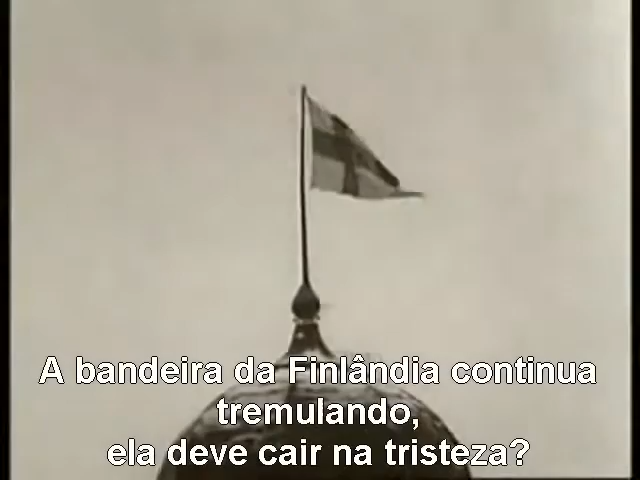 A bandeira da Finlândia continua
tremulando,
ela deve cair na tristeza?